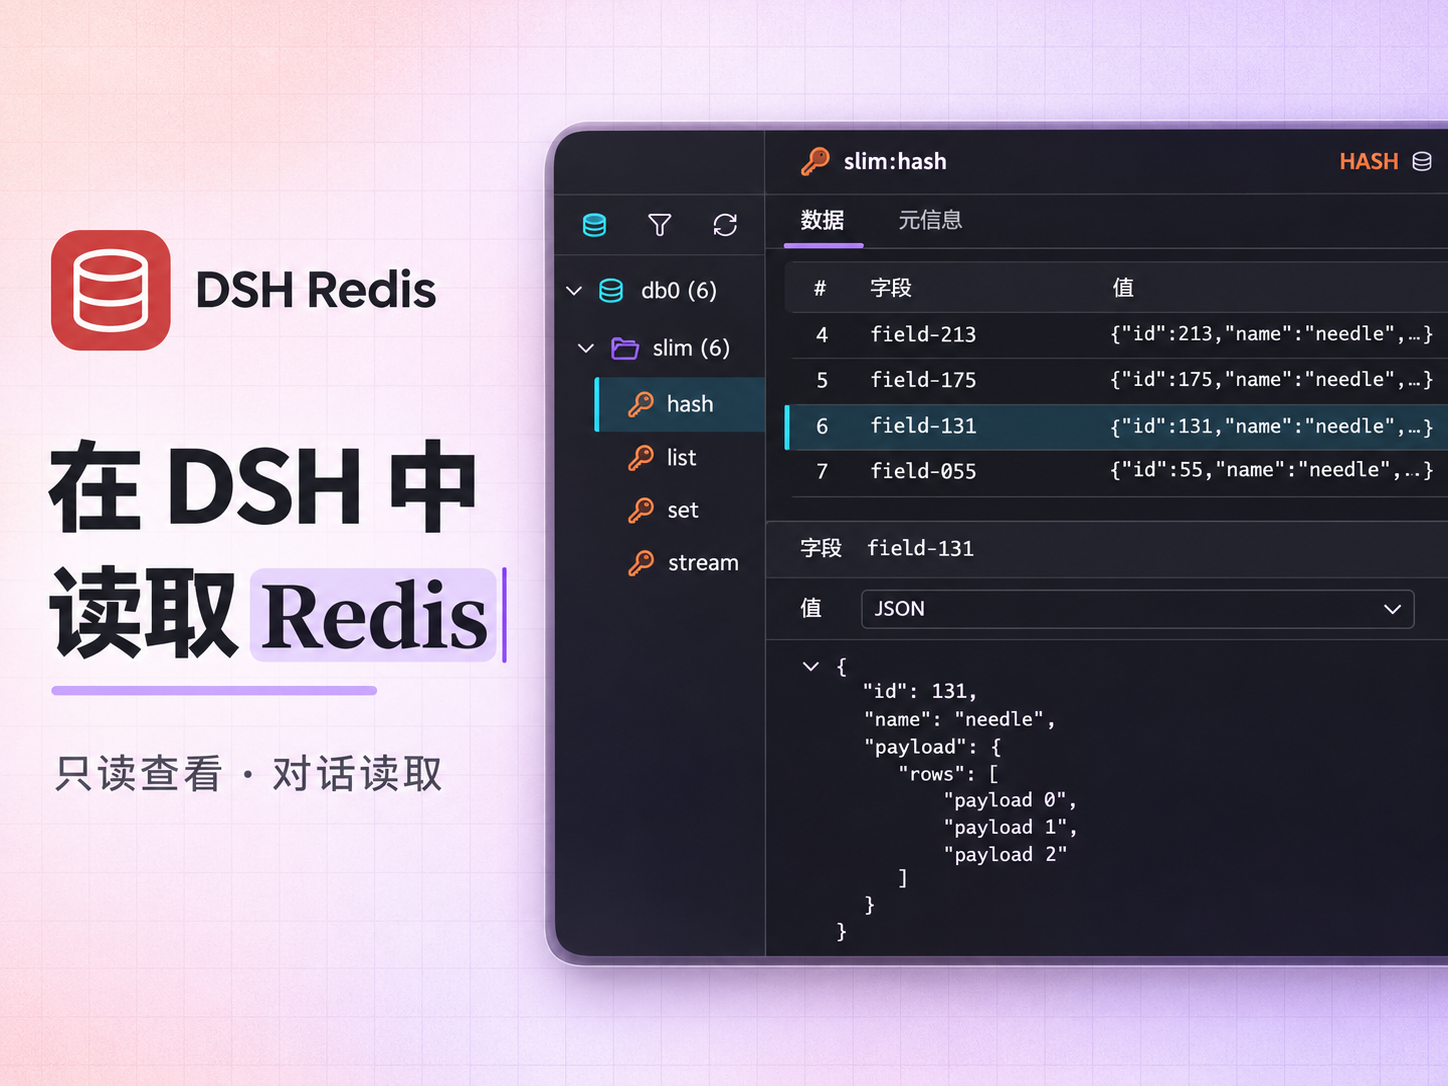 DSH Redis
在 DSH 中
读取 Redis
只读查看 · 对话读取
slim:hash
HASH
数据 元信息
db0 (6)
slim (6)
hash
list
set
stream
# 字段 值
4 field-213 {"id":213,"name":"needle",…}
5 field-175 {"id":175,"name":"needle",…}
6 field-131 {"id":131,"name":"needle",…}
7 field-055 {"id":55,"name":"needle",…}
字段 field-131
值 JSON
{
"id": 131,
"name": "needle",
"payload": {
"rows": [
"payload 0",
"payload 1",
"payload 2"
]
}
}